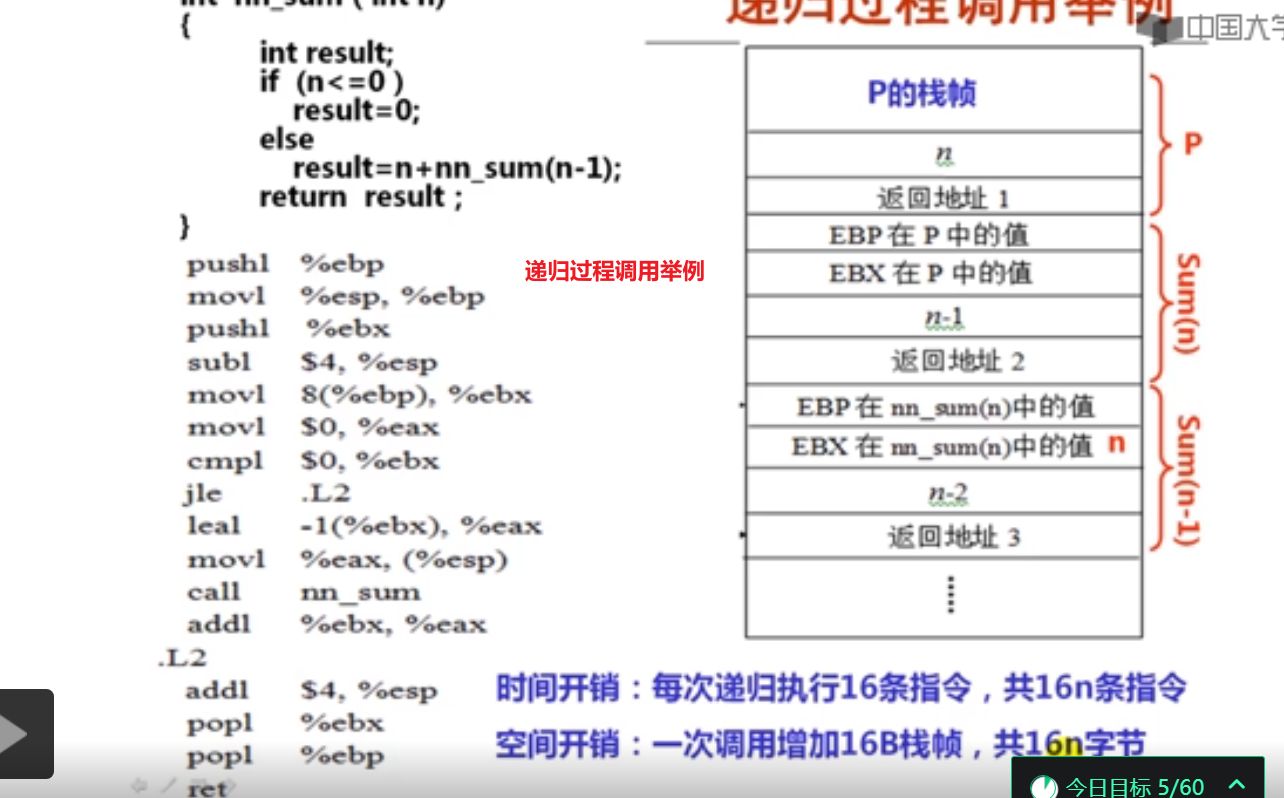 int nn_sum ( int n)
递归过程调用举例
中国大学
{
int result;
if (n<=0 )
result=0;
else
result=n+nn_sum(n-1);
return result ;
}
pushl %ebp
movl %esp, %ebp
pushl %ebx
subl $4, %esp
movl 8(%ebp), %ebx
movl $0, %eax
cmpl $0, %ebx
jle .L2
leal -1(%ebx), %eax
movl %eax, (%esp)
call nn_sum
addl %ebx, %eax
.L2
addl $4, %esp
popl %ebx
popl %ebp
ret
递归过程调用举例
P的栈帧
n
返回地址 1
P
EBP 在 P 中的值
EBX 在 P 中的值
n-1
返回地址 2
Sum(n)
EBP 在 nn_sum(n)中的值
EBX 在 nn_sum(n)中的值 n
n-2
返回地址 3
Sum(n-1)
时间开销：每次递归执行16条指令，共16n条指令
空间开销：一次调用增加16B栈帧，共16n字节
今日目标 5/60